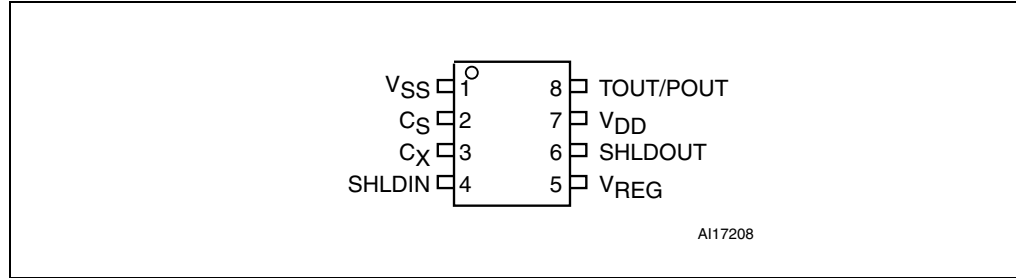 VSS 1 8 TOUT/POUT
CS 2 7 VDD
CX 3 6 SHLDOUT
SHLDIN 4 5 VREG
AI17208